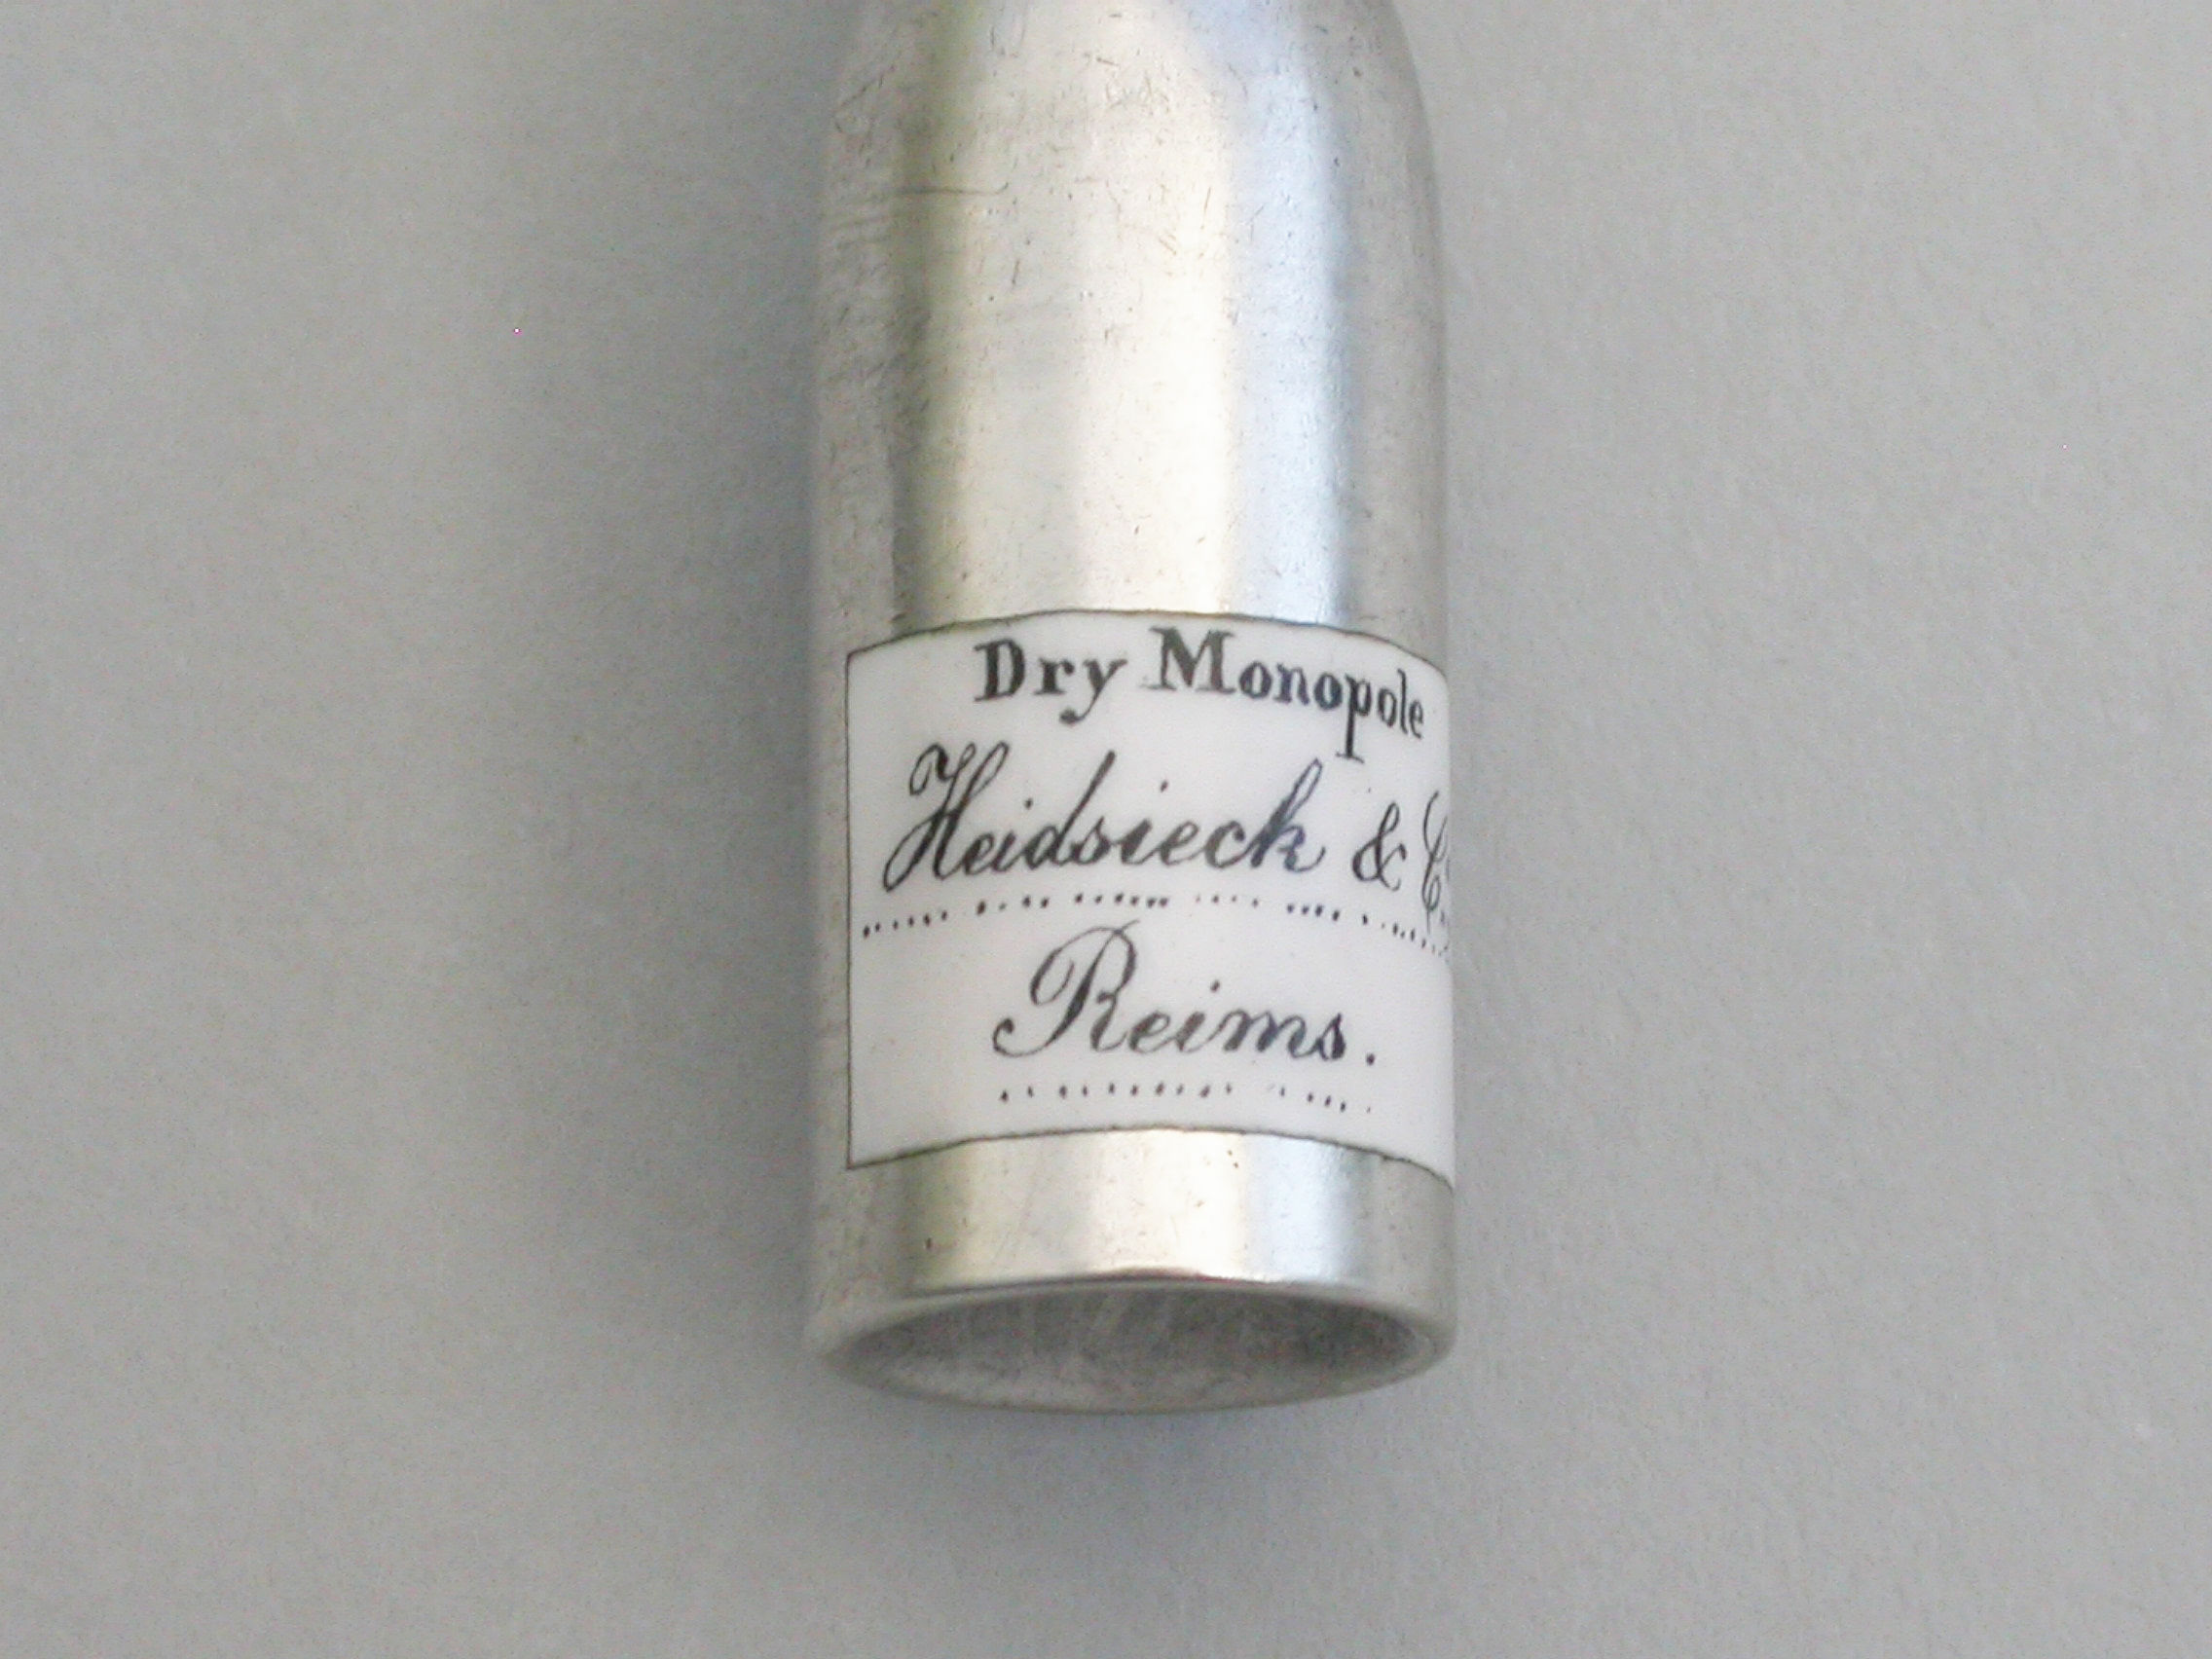 Dry Monopole
Heidsieck &
Reims.